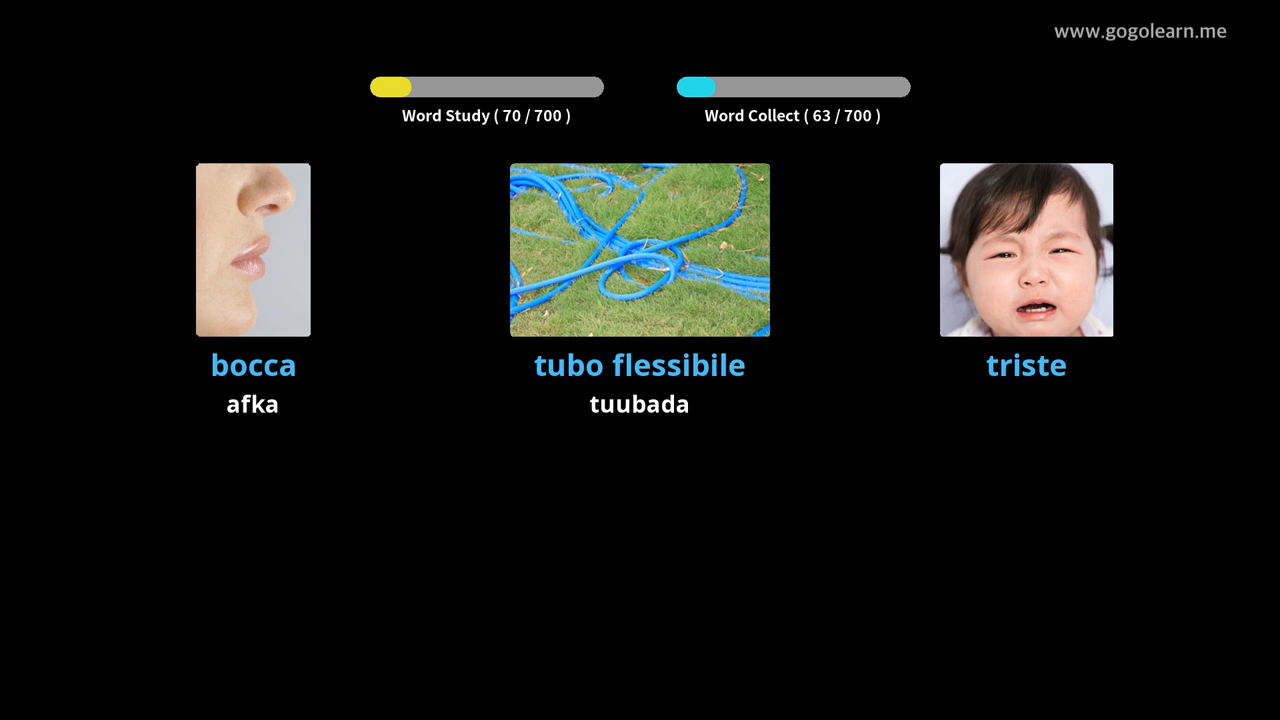 www.gogolearn.me
Word Study ( 70 / 700 )
Word Collect ( 63 / 700 )
bocca
afka
tubo flessibile
tuubada
triste